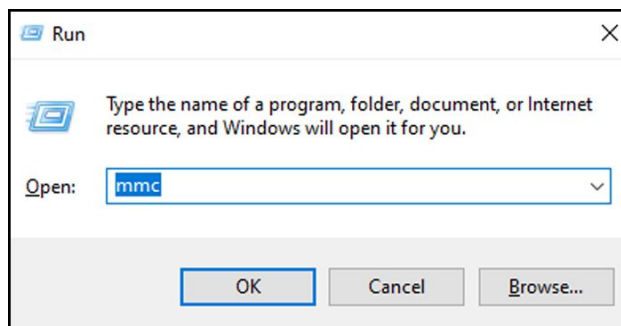 Run
Type the name of a program, folder, document, or Internet
resource, and Windows will open it for you.
Open: mmc
OK Cancel Browse...